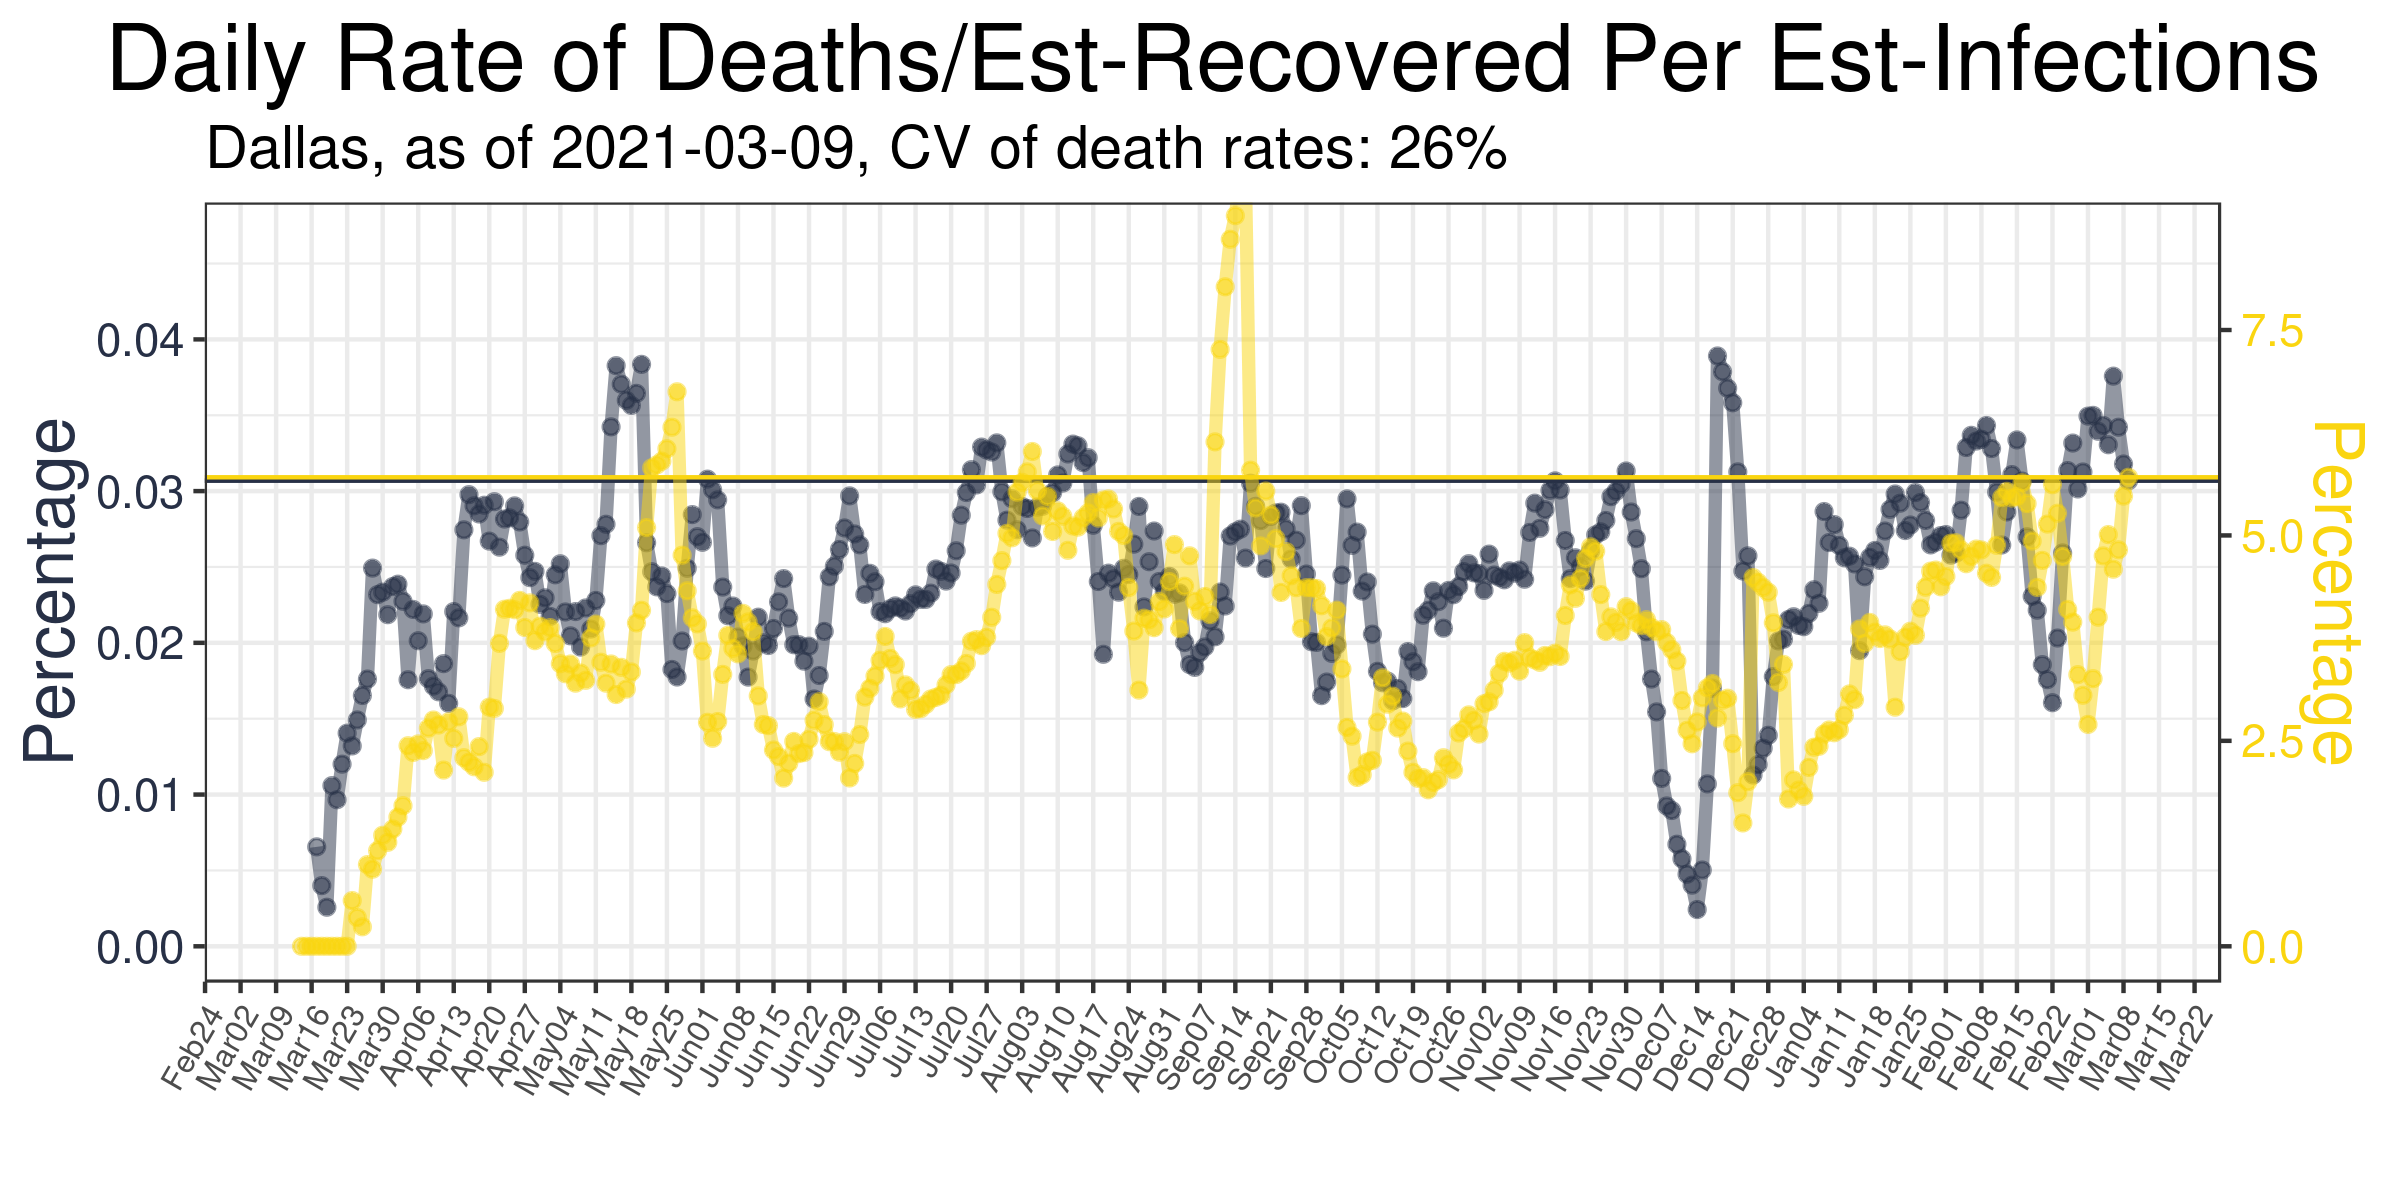 Daily Rate of Deaths/Est-Recovered Per Est-Infections
Dallas, as of 2021-03-09, CV of death rates: 26%
Percentage
0.04
0.03
0.02
0.01
0.00
7.5
5.0
2.5
0.0
Percentage
Feb24
Mar02
Mar09
Mar16
Mar23
Mar30
Apr06
Apr13
Apr20
Apr27
May04
May11
May18
May25
Jun01
Jun08
Jun15
Jun22
Jun29
Jul06
Jul13
Jul20
Jul27
Aug03
Aug10
Aug17
Aug24
Aug31
Sep07
Sep14
Sep21
Sep28
Oct05
Oct12
Oct19
Oct26
Nov02
Nov09
Nov16
Nov23
Nov30
Dec07
Dec14
Dec21
Dec28
Jan04
Jan11
Jan18
Jan25
Feb01
Feb08
Feb15
Feb22
Mar01
Mar08
Mar15
Mar22